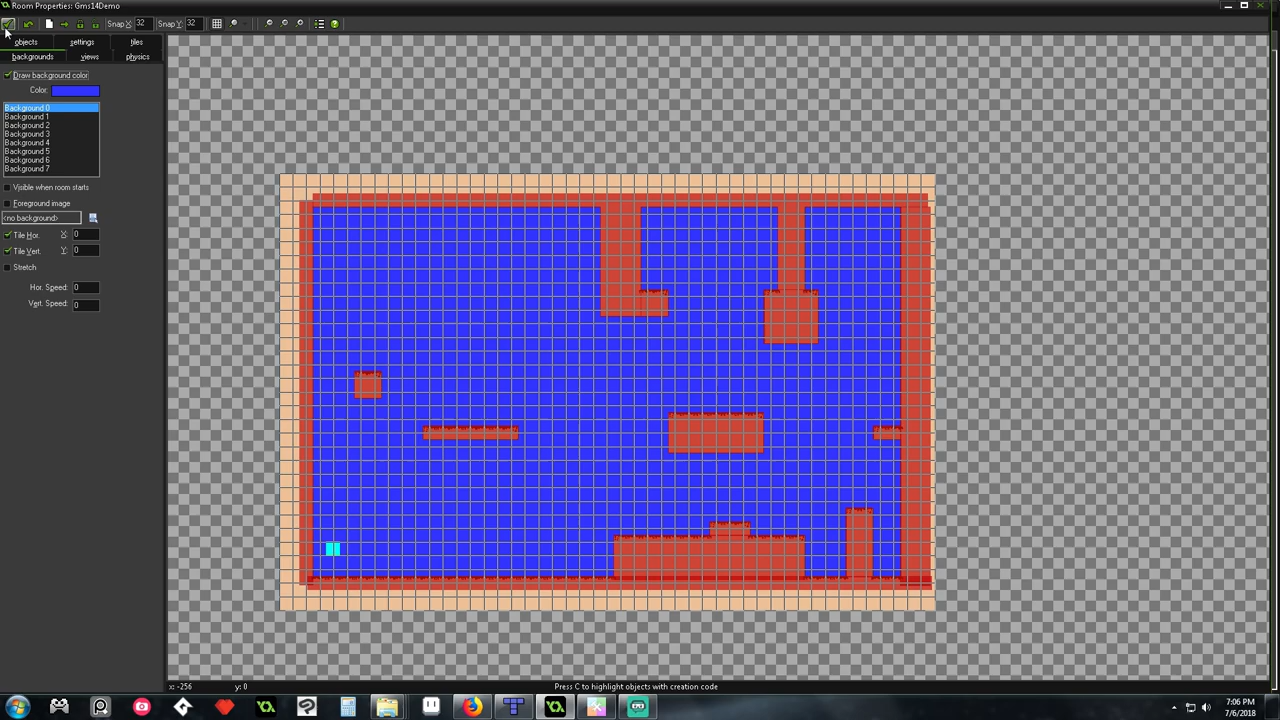 Room Properties: Gms14Demo
Snap X: 32 Snap Y: 32
objects settings tiles
backgrounds views physics
Draw background color
Color:
Background 0
Background 1
Background 2
Background 3
Background 4
Background 5
Background 6
Background 7
Visible when room starts
Foreground image
<no background>
Tile Hor. X: 0
Tile Vert. Y: 0
Stretch
Hor. Speed: 0
Vert. Speed: 0
x: -256 y: 0 Press C to highlight objects with creation code
7:06 PM
7/6/2018